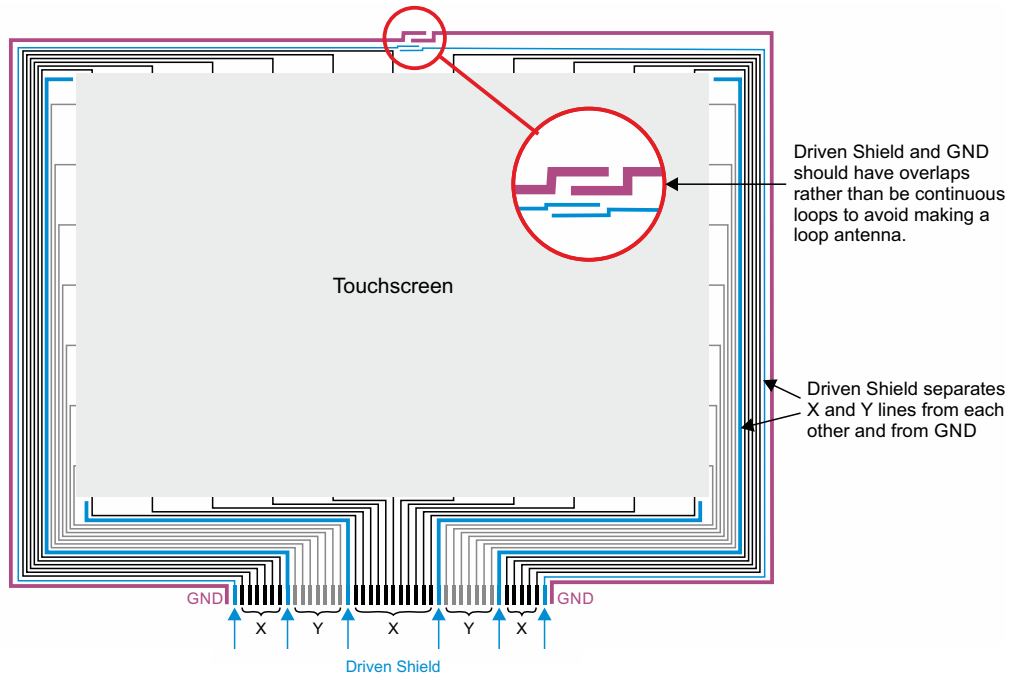 Driven Shield and GND
should have overlaps
rather than be continuous
loops to avoid making a
loop antenna.
Touchscreen
Driven Shield separates
X and Y lines from each
other and from GND
GND
GND
X
Y
X
Y
X
Driven Shield